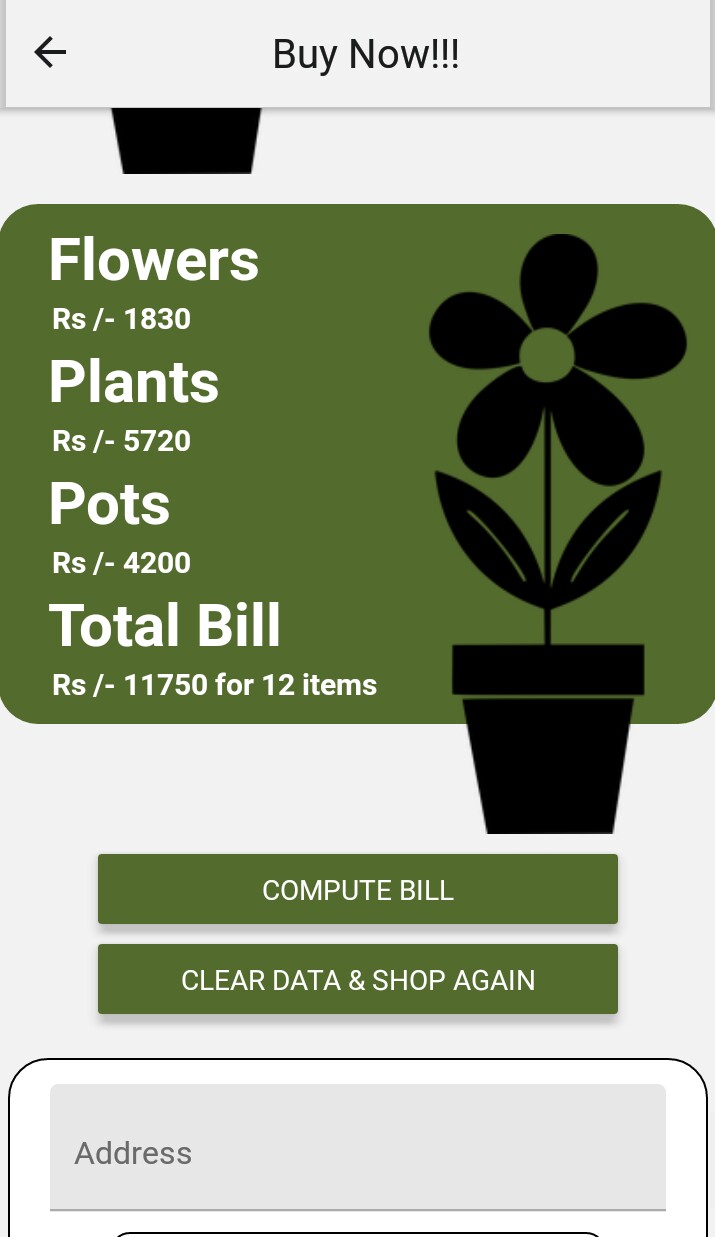 Buy Now!!!
Flowers
Rs /- 1830
Plants
Rs /- 5720
Pots
Rs /- 4200
Total Bill
Rs /- 11750 for 12 items
COMPUTE BILL
CLEAR DATA & SHOP AGAIN
Address